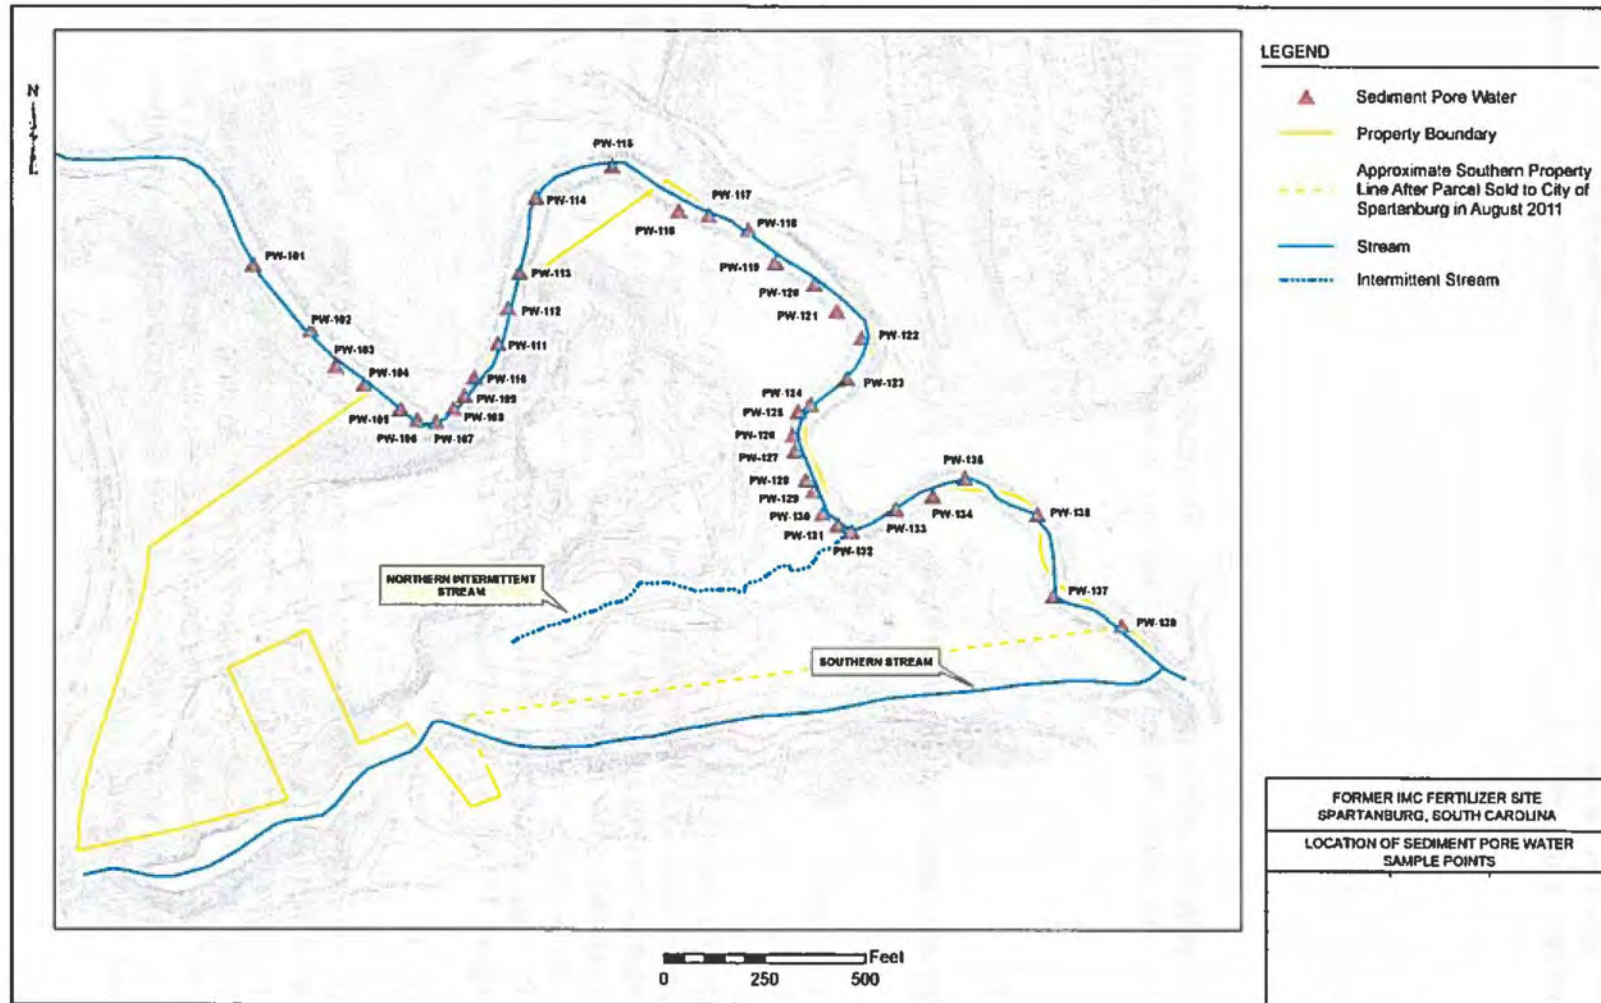 LEGEND
Sediment Pore Water
Property Boundary
Approximate Southern Property
Line After Parcel Sold to City of
Spartanburg in August 2011
Stream
Intermittent Stream
N
PW-115
PW-114
PW-117
PW-116
PW-118
PW-101
PW-119
PW-113
PW-120
PW-112
PW-121
PW-102
PW-122
PW-103
PW-111
PW-104
PW-110
PW-123
PW-109
PW-124
PW-125
PW-105
PW-108
PW-106
PW-107
PW-126
PW-127
PW-135
PW-128
PW-129
PW-134
PW-136
PW-130
PW-133
PW-131
PW-132
NORTHERN INTERMITTENT
STREAM
PW-137
PW-138
SOUTHERN STREAM
FORMER IMC FERTILIZER SITE
SPARTANBURG, SOUTH CAROLINA
LOCATION OF SEDIMENT PORE WATER
SAMPLE POINTS
Feet
0 250 500